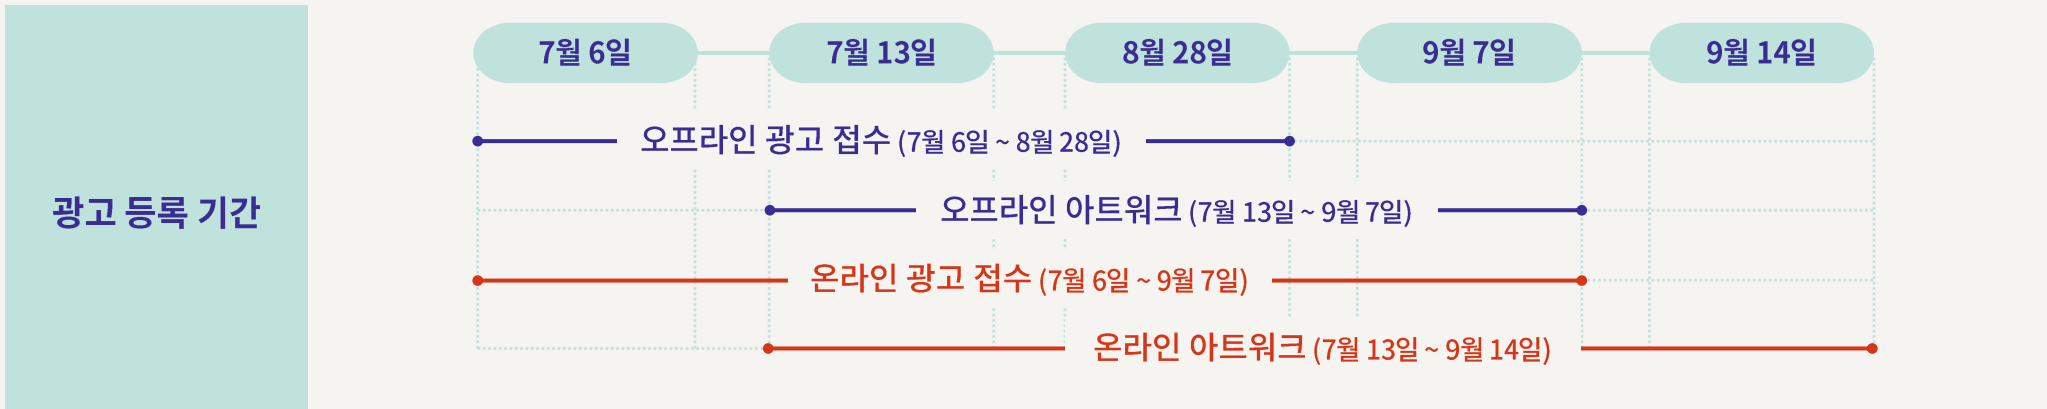 광고 등록 기간
7월 6일
7월 13일
8월 28일
9월 7일
9월 14일
오프라인 광고 접수 (7월 6일 ~ 8월 28일)
오프라인 아트워크 (7월 13일 ~ 9월 7일)
온라인 광고 접수 (7월 6일 ~ 9월 7일)
온라인 아트워크 (7월 13일 ~ 9월 14일)